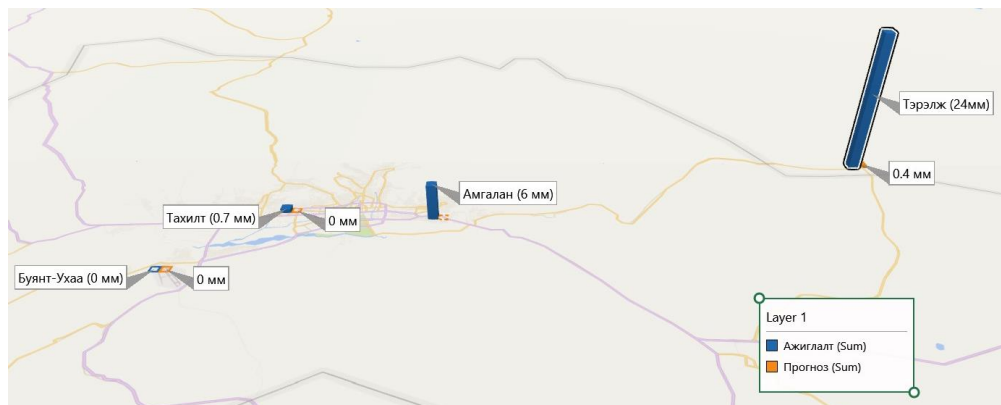 Тэрэлж (24мм)
0.4 мм
Амгалан (6 мм)
Тахилт (0.7 мм)
0 мм
Буянт-Ухаа (0 мм)
0 мм
Layer 1
Ажиглалт (Sum)
Прогноз (Sum)